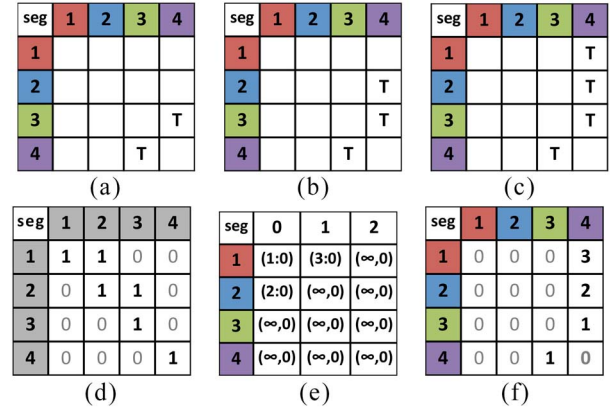 seg 1 2 3 4
1
2
3 T
4 T
(a)
seg 1 2 3 4
1
2 T
3 T
4 T
(b)
seg 1 2 3 4
1 T
2 T
3 T
4 T
(c)
seg 1 2 3 4
1 1 1 0 0
2 0 1 1 0
3 0 0 1 0
4 0 0 0 1
(d)
seg 0 1 2
1 (1:0) (3:0) (∞,0)
2 (2:0) (∞,0) (∞,0)
3 (∞,0) (∞,0) (∞,0)
4 (∞,0) (∞,0) (∞,0)
(e)
seg 1 2 3 4
1 0 0 0 3
2 0 0 0 2
3 0 0 0 1
4 0 0 1 0
(f)